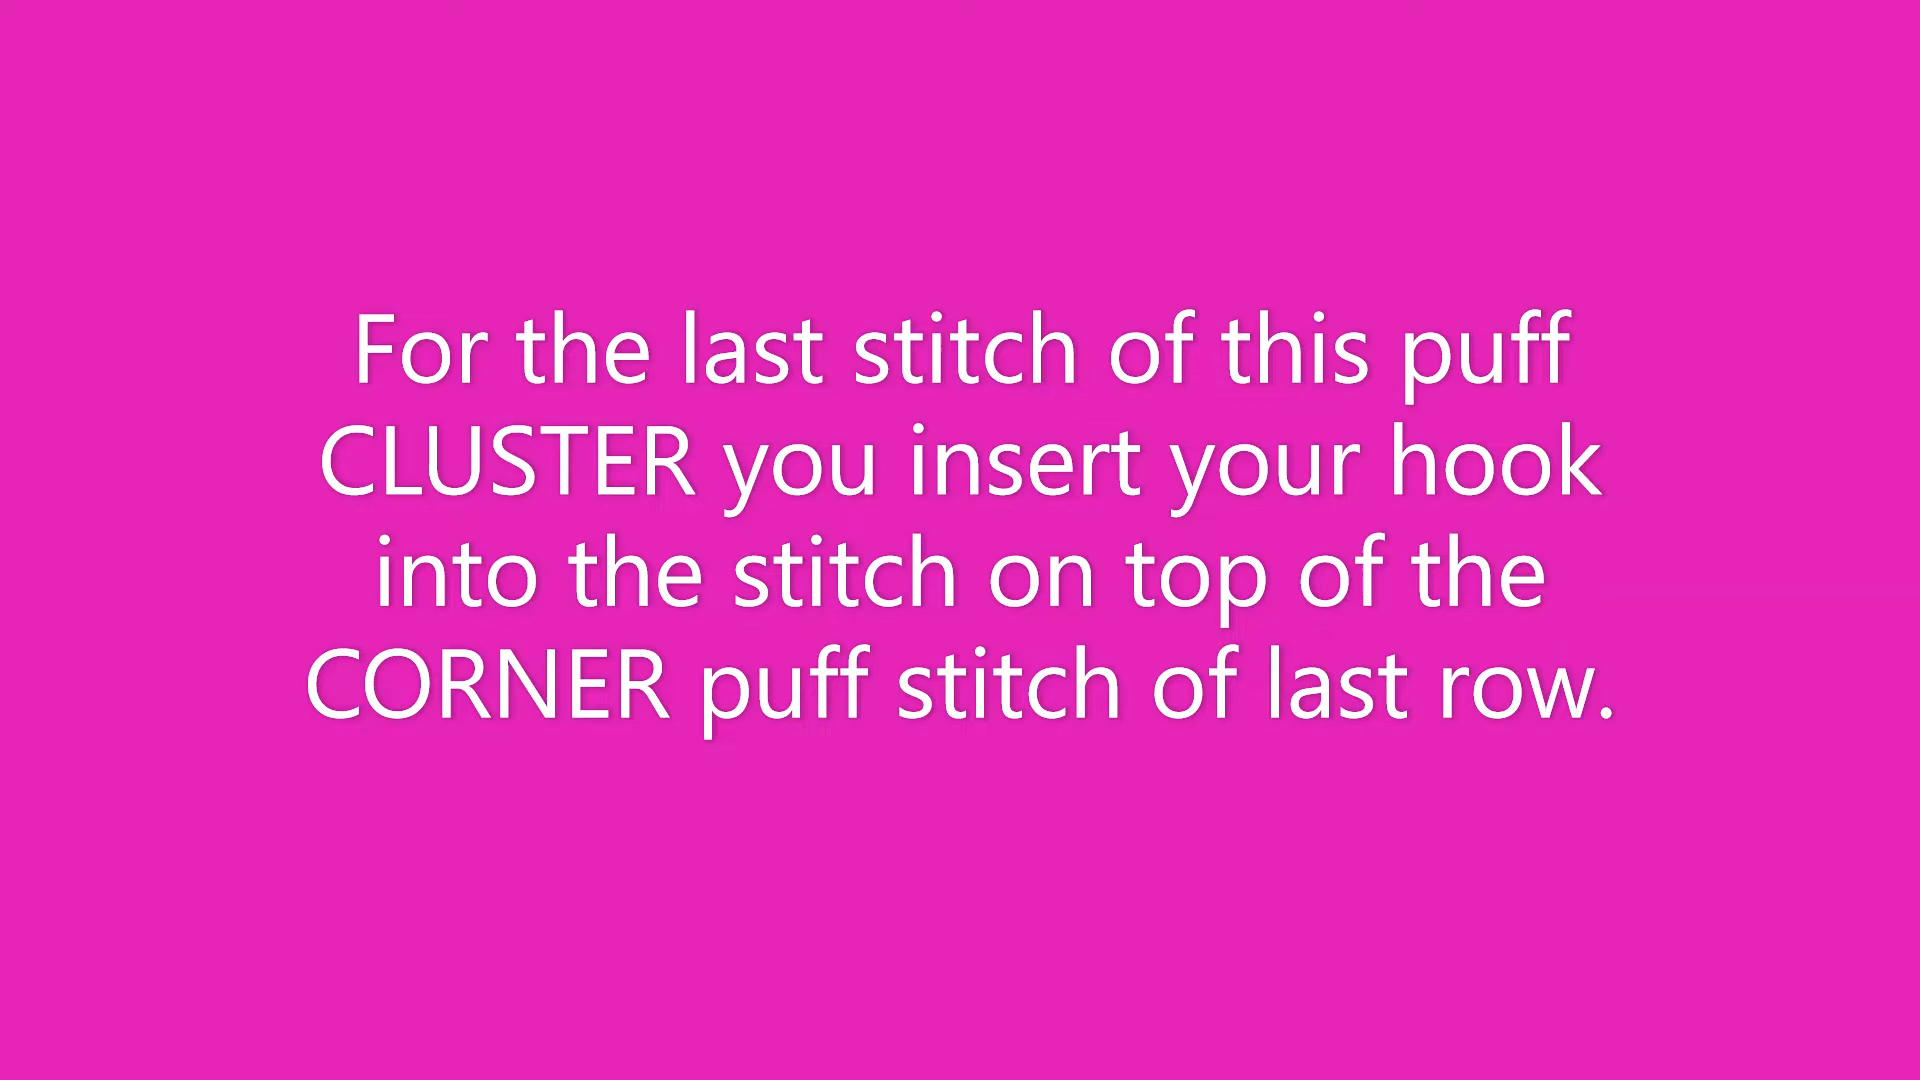 For the last stitch of this puff
CLUSTER you insert your hook
into the stitch on top of the
CORNER puff stitch of last row.